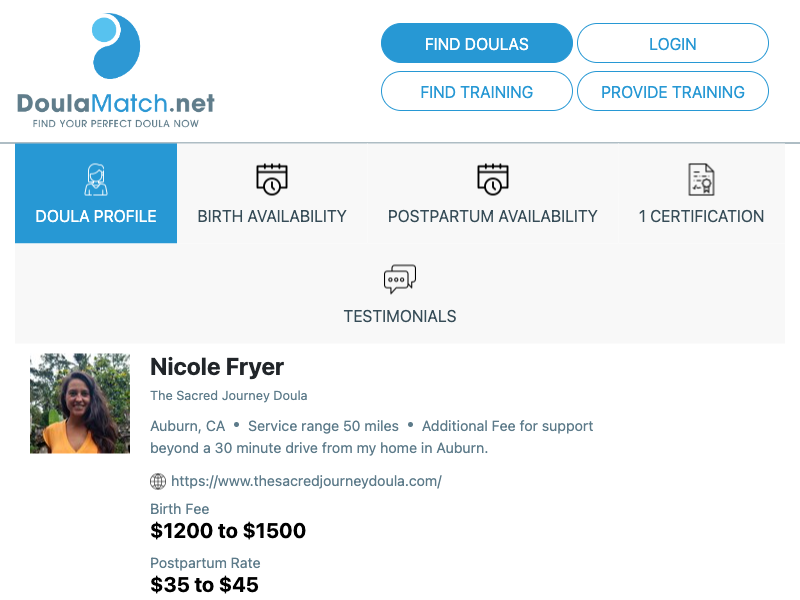 DoulaMatch.net
FIND YOUR PERFECT DOULA NOW
FIND DOULAS
LOGIN
FIND TRAINING
PROVIDE TRAINING
DOULA PROFILE
BIRTH AVAILABILITY
POSTPARTUM AVAILABILITY
1 CERTIFICATION
TESTIMONIALS
Nicole Fryer
The Sacred Journey Doula
Auburn, CA • Service range 50 miles • Additional Fee for support
beyond a 30 minute drive from my home in Auburn.
https://www.thesacredjourneydoula.com/
Birth Fee
$1200 to $1500
Postpartum Rate
$35 to $45